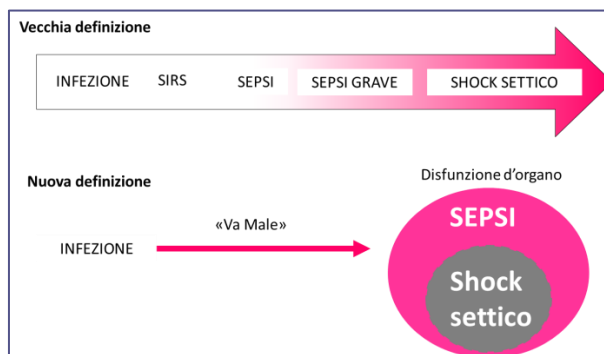 Vecchia definizione
INFEZIONE SIRS SEPSI SEPSI GRAVE SHOCK SETTICO
Nuova definizione
Disfunzione d'organo
«Va Male»
INFEZIONE
SEPSI
Shock
settico